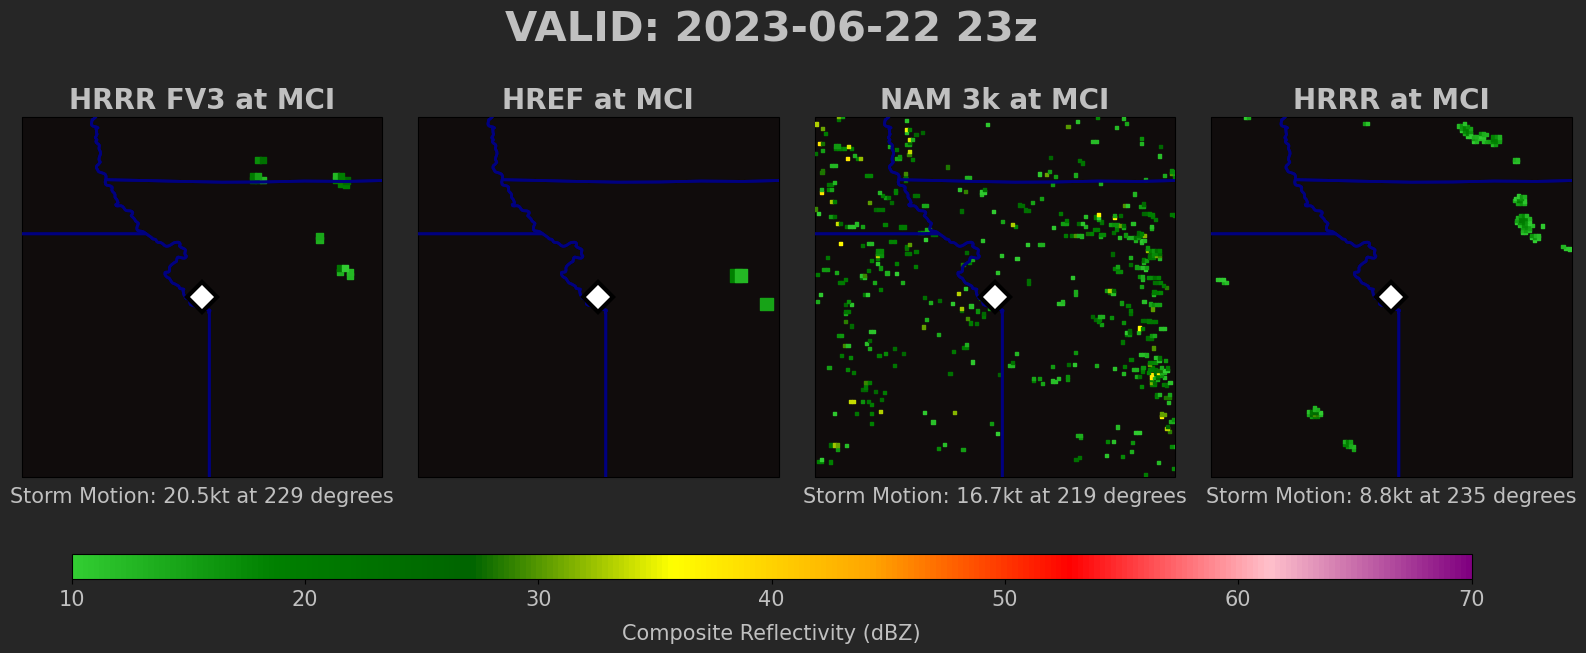 VALID: 2023-06-22 23z
HRRR FV3 at MCI
HREF at MCI
NAM 3k at MCI
HRRR at MCI
Storm Motion: 20.5kt at 229 degrees
Storm Motion: 16.7kt at 219 degrees
Storm Motion: 8.8kt at 235 degrees
10 20 30 40 50 60 70
Composite Reflectivity (dBZ)